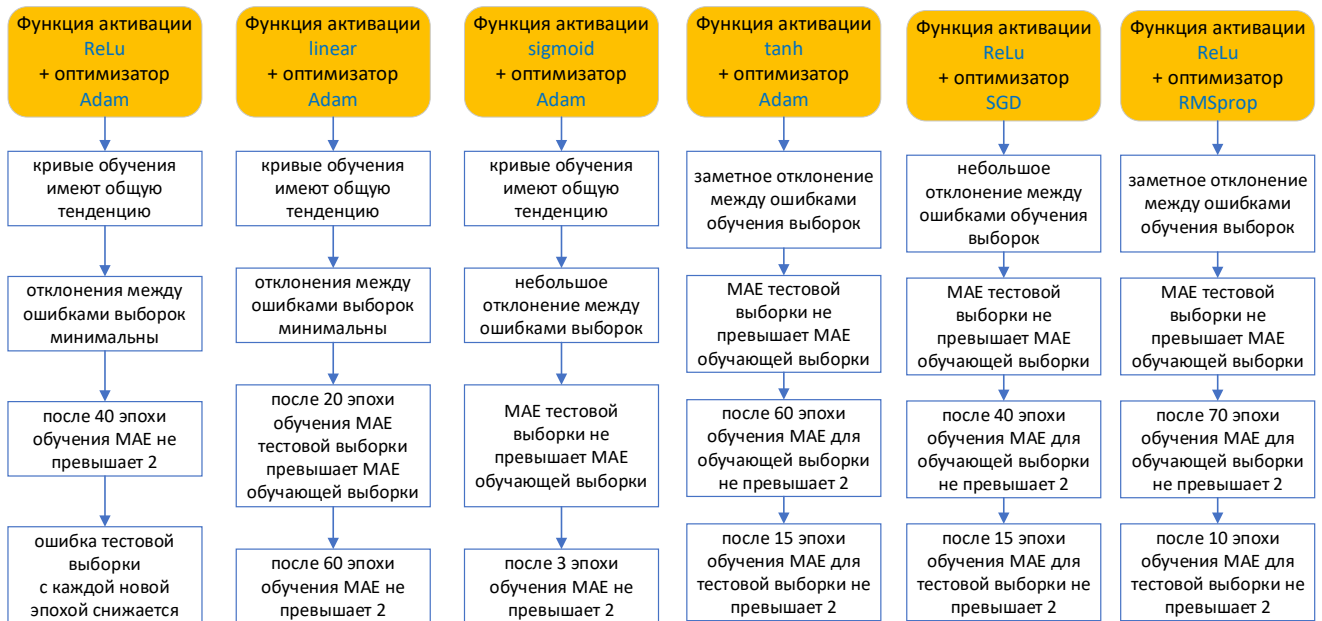 Функция активации
ReLu
+ оптимизатор
Adam
кривые обучения
имеют общую
тенденцию
отклонения между
ошибками выборок
минимальны
после 40 эпохи
обучения MAE не
превышает 2
ошибка тестовой
выборки
с каждой новой
эпохой снижается
Функция активации
linear
+ оптимизатор
Adam
кривые обучения
имеют общую
тенденцию
отклонения между
ошибками выборок
минимальны
после 20 эпохи
обучения MAE
тестовой выборки
превышает MAE
обучающей выборки
после 60 эпохи
обучения MAE не
превышает 2
Функция активации
sigmoid
+ оптимизатор
Adam
кривые обучения
имеют общую
тенденцию
небольшое
отклонение между
ошибками выборок
MAE тестовой
выборки не
превышает MAE
обучающей выборки
после 3 эпохи
обучения MAE не
превышает 2
Функция активации
tanh
+ оптимизатор
Adam
заметное отклонение
между ошибками
обучения выборок
MAE тестовой
выборки не
превышает MAE
обучающей выборки
после 60 эпохи
обучения MAE для
обучающей выборки
не превышает 2
после 15 эпохи
обучения MAE для
тестовой выборки не
превышает 2
Функция активации
ReLu
+ оптимизатор
SGD
небольшое
отклонение между
ошибками обучения
выборок
MAE тестовой
выборки не
превышает MAE
обучающей выборки
после 40 эпохи
обучения MAE для
обучающей выборки
не превышает 2
после 15 эпохи
обучения MAE для
тестовой выборки не
превышает 2
Функция активации
ReLu
+ оптимизатор
RMSprop
заметное отклонение
между ошибками
обучения выборок
MAE тестовой
выборки не
превышает MAE
обучающей выборки
после 70 эпохи
обучения MAE для
обучающей выборки
не превышает 2
после 10 эпохи
обучения MAE для
тестовой выборки не
превышает 2